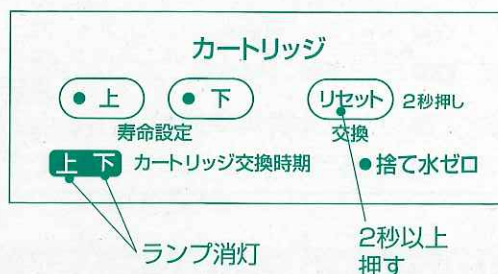 カートリッジ
● 上 ● 下 リセット 2秒押し
寿命設定 交換
上 下 カートリッジ交換時期 ●捨て水ゼロ
ランプ消灯 2秒以上
押す